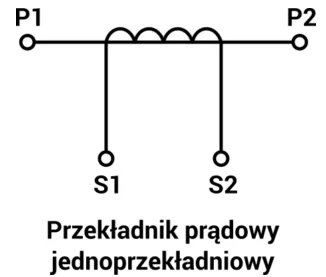 P1 P2
S1 S2
Przekładnik prądowy
jednoprzekładniowy